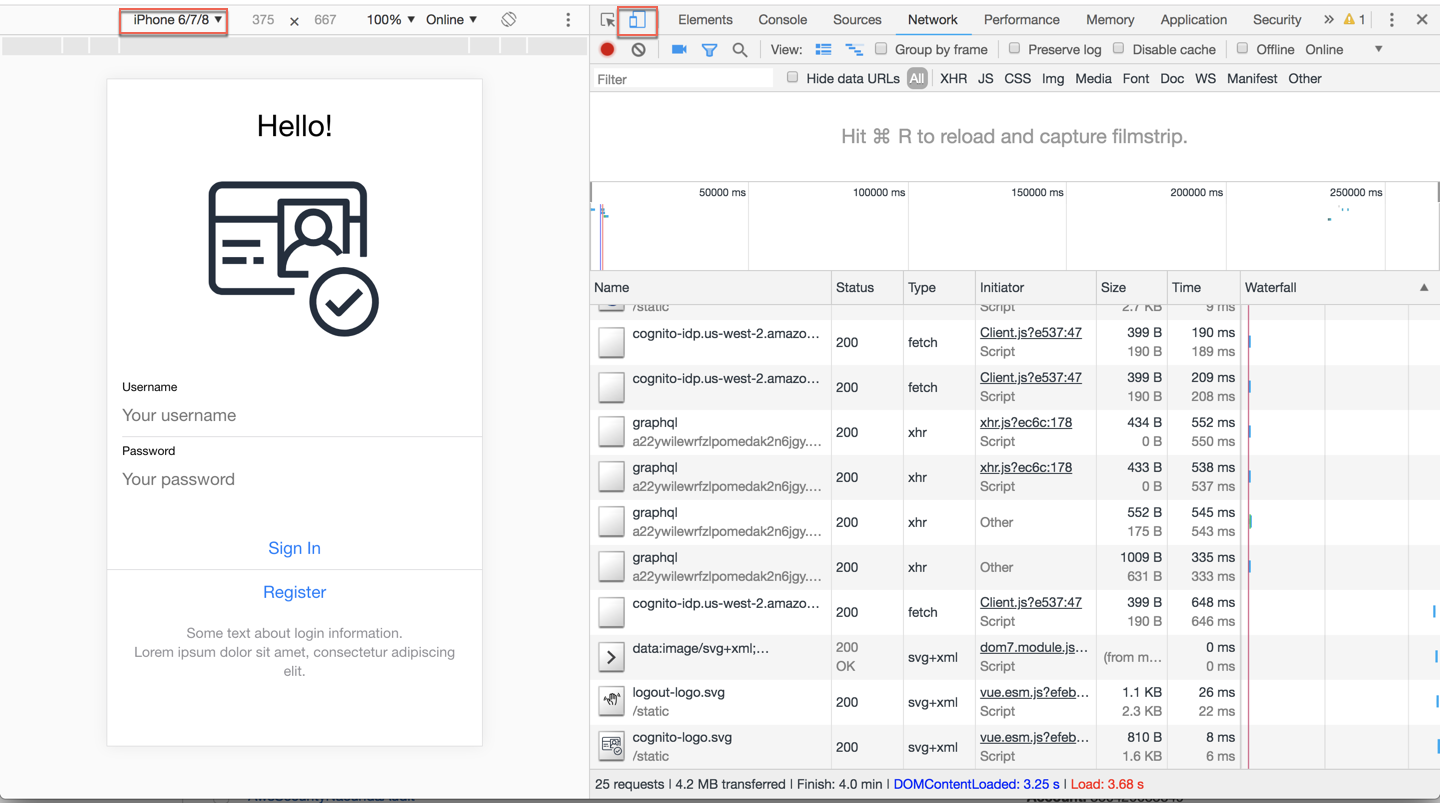 iPhone 6/7/8 ▼ 375 × 667 100% ▼ Online ▼
Elements Console Sources Network Performance Memory Application Security » 1
View: Group by frame Preserve log Disable cache Offline Online ▼
Filter Hide data URLs All XHR JS CSS Img Media Font Doc WS Manifest Other
Hit ⌘ R to reload and capture filmstrip.
50000 ms 100000 ms 150000 ms 200000 ms 250000 ms
Hello!
Username
Your username
Password
Your password
Sign In
Register
Some text about login information.
Lorem ipsum dolor sit amet, consectetur adipiscing
elit.
Name Status Type Initiator Size Time Waterfall ▲
/static Script 2.7 KB 9 ms
cognito-idp.us-west-2.amazo… 200 fetch Client.js?e537:47 399 B 190 ms
Script 190 B 189 ms
cognito-idp.us-west-2.amazo… 200 fetch Client.js?e537:47 399 B 209 ms
Script 190 B 208 ms
graphql 200 xhr xhr.js?ec6c:178 434 B 552 ms
a22ywilewrfzlpomedak2n6jgy.… Script 0 B 550 ms
graphql 200 xhr xhr.js?ec6c:178 433 B 538 ms
a22ywilewrfzlpomedak2n6jgy.… Script 0 B 537 ms
graphql 200 xhr Other 552 B 545 ms
a22ywilewrfzlpomedak2n6jgy.… 175 B 543 ms
graphql 200 xhr Other 1009 B 335 ms
a22ywilewrfzlpomedak2n6jgy.… 631 B 333 ms
cognito-idp.us-west-2.amazo… 200 fetch Client.js?e537:47 399 B 648 ms
Script 190 B 646 ms
data:image/svg+xml;… 200 svg+xml dom7.module.js… (from m… 0 ms
OK Script 0 ms
logout-logo.svg 200 svg+xml vue.esm.js?efeb… 1.1 KB 26 ms
/static Script 2.3 KB 22 ms
cognito-logo.svg 200 svg+xml vue.esm.js?efeb… 810 B 8 ms
/static Script 1.6 KB 6 ms
25 requests | 4.2 MB transferred | Finish: 4.0 min | DOMContentLoaded: 3.25 s | Load: 3.68 s